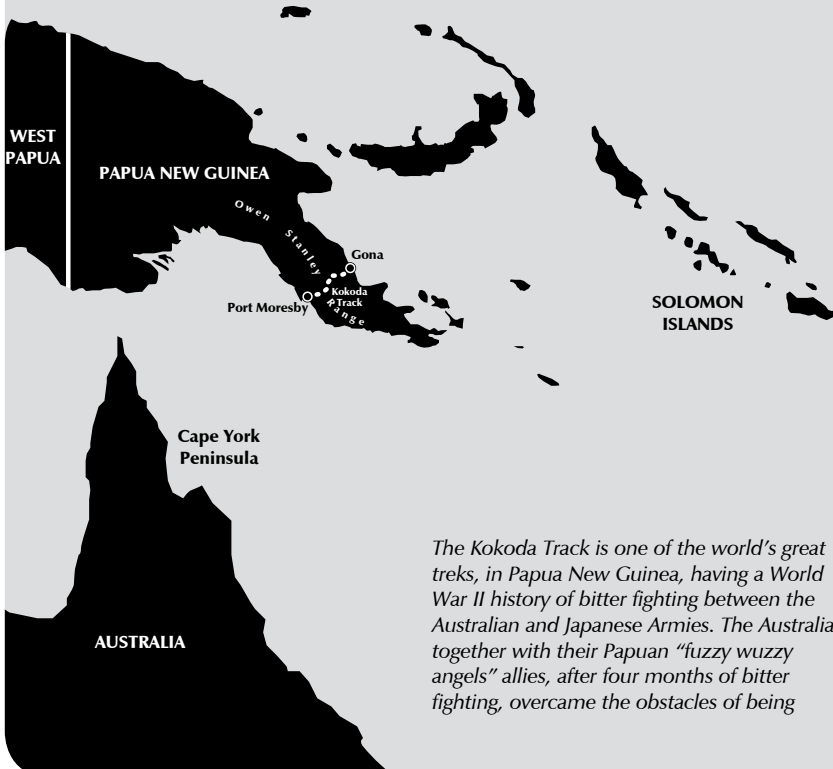 WEST
PAPUA
PAPUA NEW GUINEA
Owen Stanley Range
Gona
Kokoda
Track
Port Moresby
SOLOMON
ISLANDS
Cape York
Peninsula
AUSTRALIA
The Kokoda Track is one of the world's great
treks, in Papua New Guinea, having a World
War II history of bitter fighting between the
Australian and Japanese Armies. The Australia
together with their Papuan “fuzzy wuzzy
angels” allies, after four months of bitter
fighting, overcame the obstacles of being